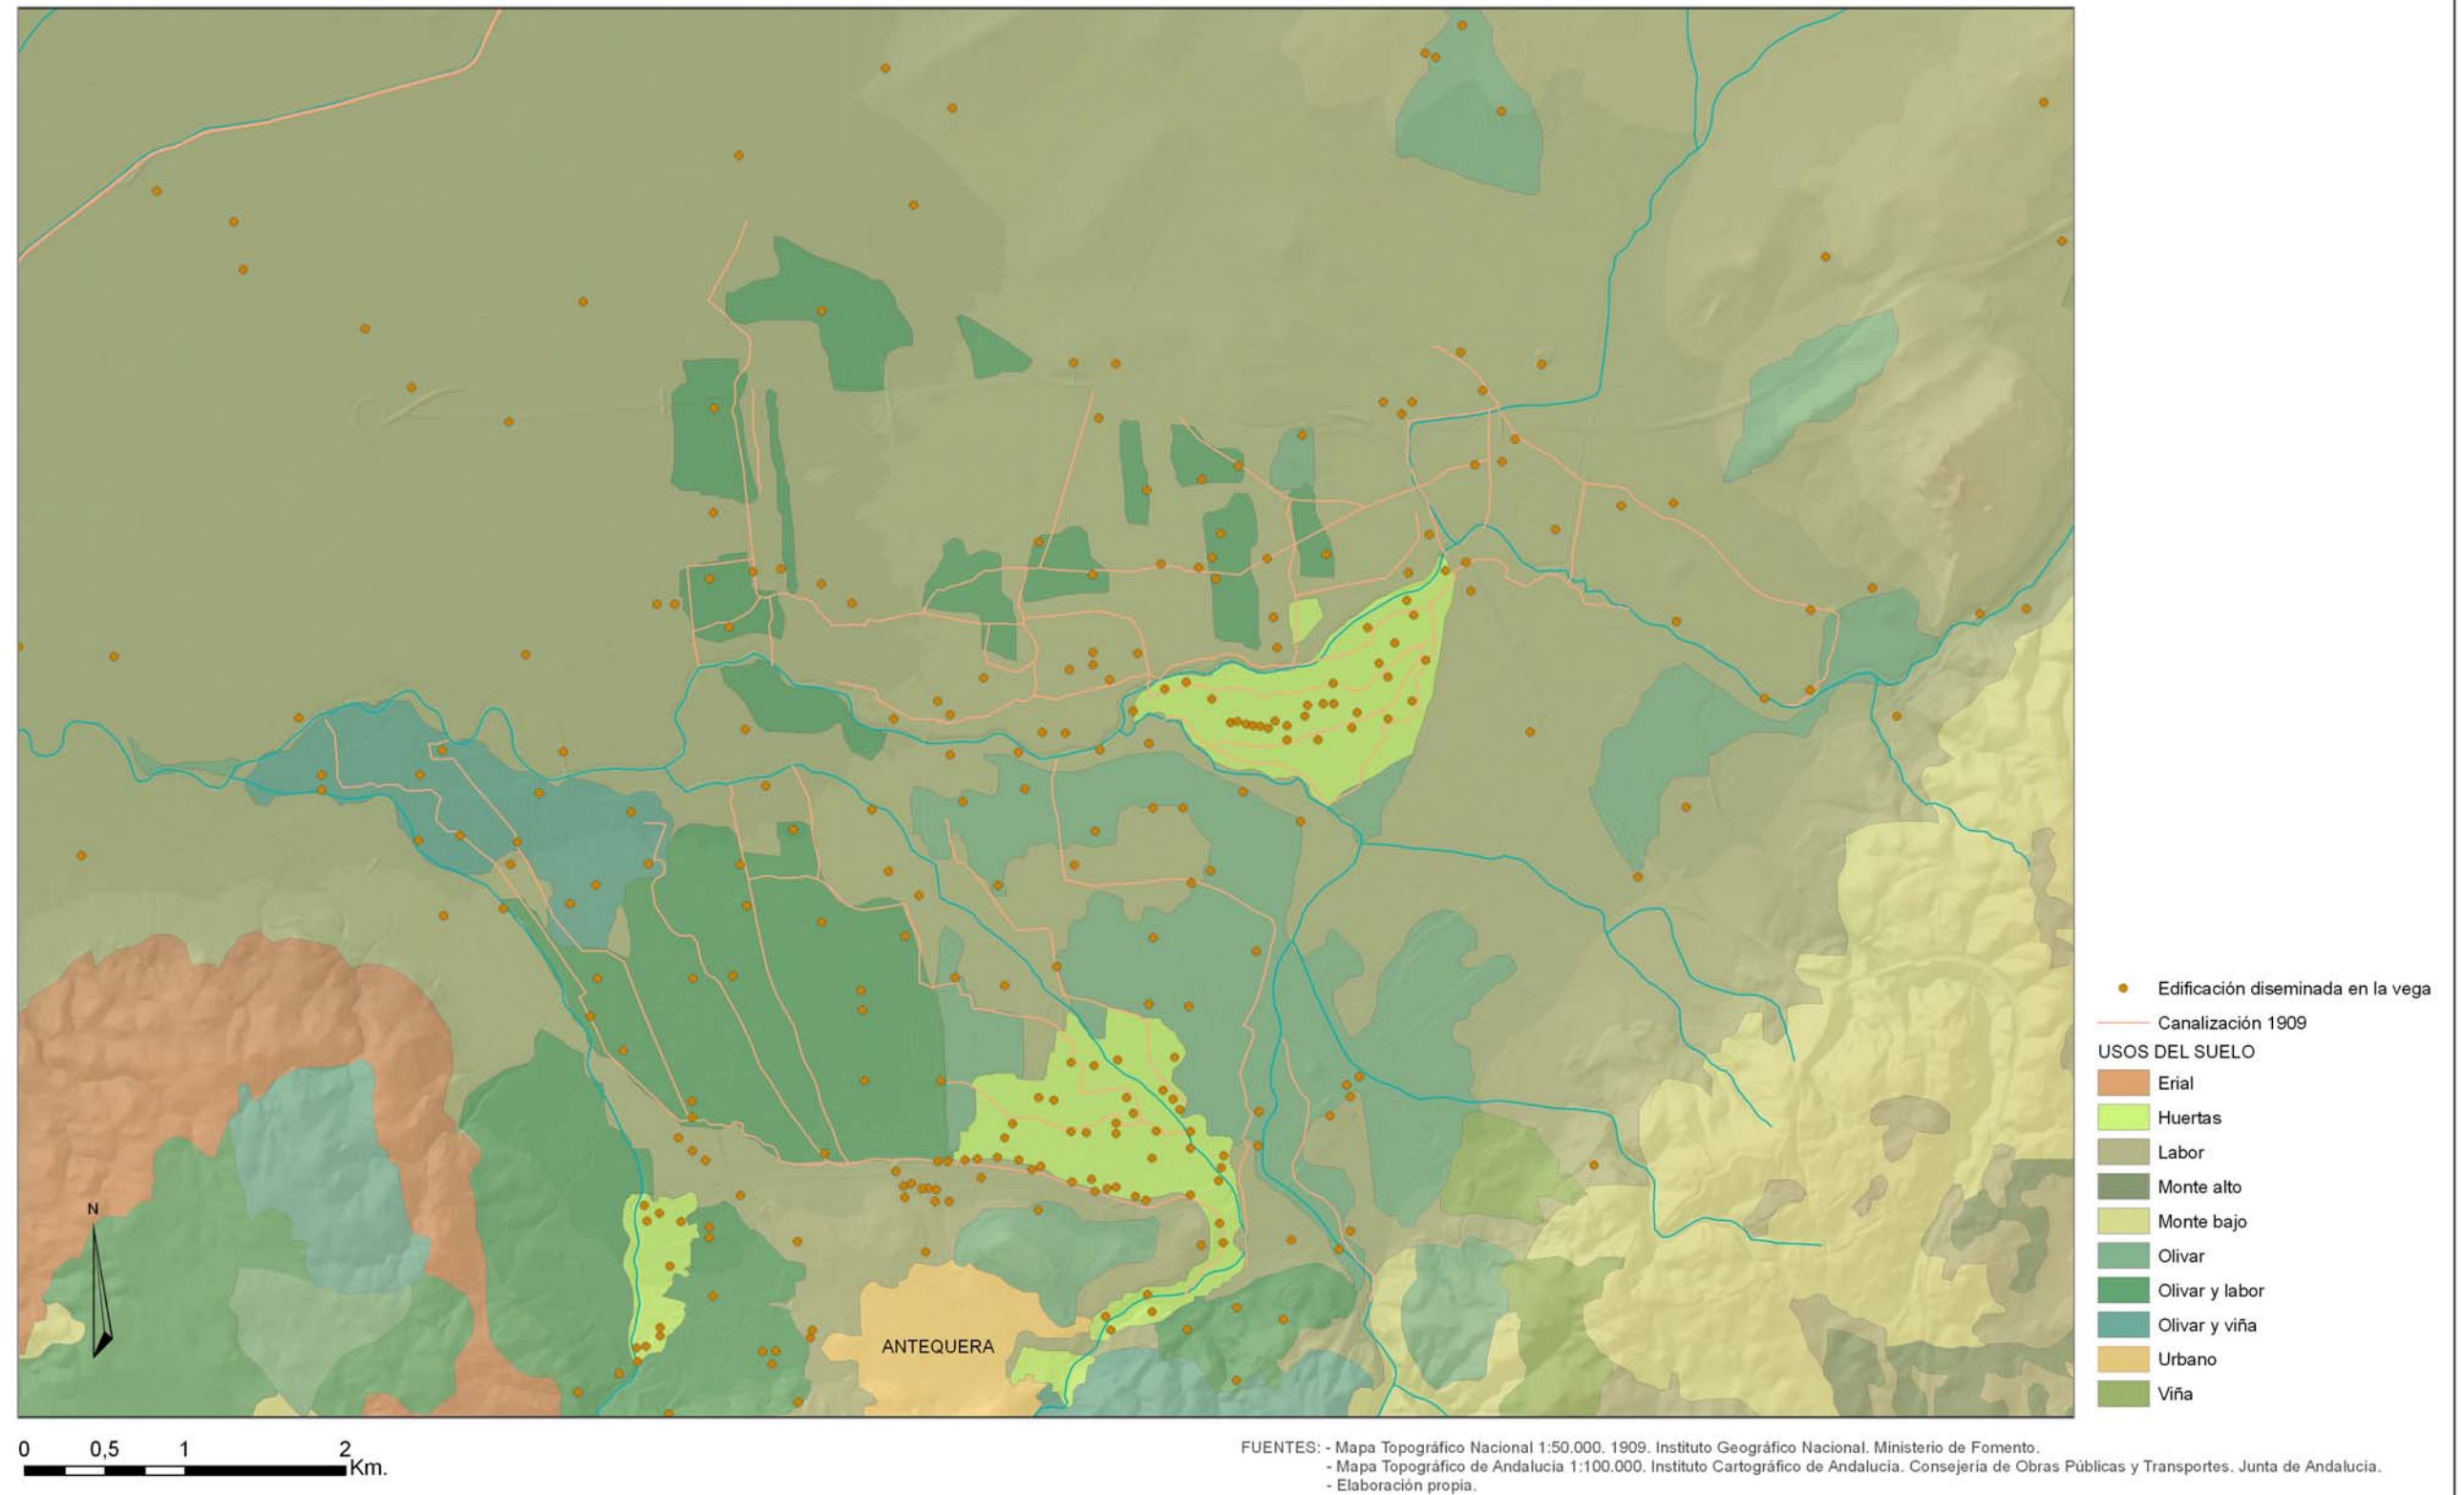 Edificación diseminada en la vega
Canalización 1909
USOS DEL SUELO
Erial
Huertas
Labor
Monte alto
Monte bajo
Olivar
Olivar y labor
Olivar y viña
Urbano
Viña
N
ANTEQUERA
0 0,5 1 2
Km.
FUENTES: - Mapa Topográfico Nacional 1:50.000. 1909. Instituto Geográfico Nacional. Ministerio de Fomento.
- Mapa Topográfico de Andalucía 1:100.000. Instituto Cartográfico de Andalucía. Consejería de Obras Públicas y Transportes. Junta de Andalucía.
- Elaboración propia.